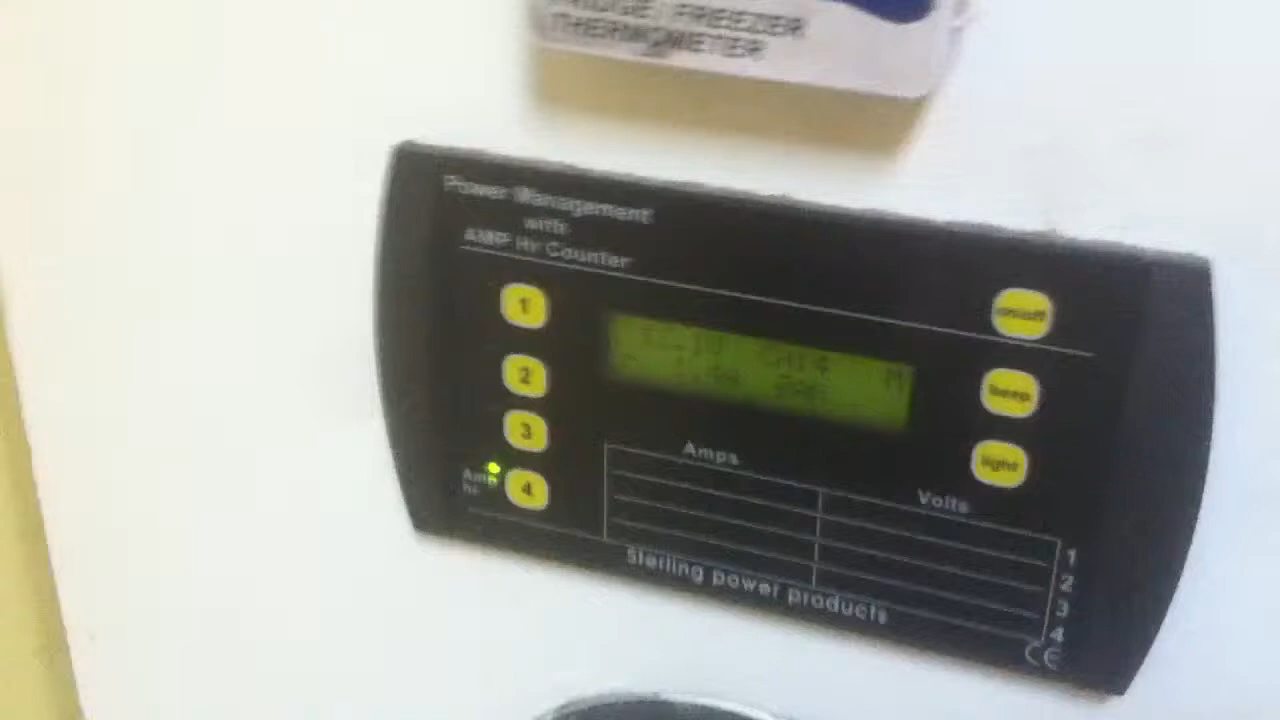 FRIDGE FREEZER
THERMOMETER
Power Management
with
AMP Hr Counter
1
on/off
2
beep
3
light
Amp
hr
4
Amps
Volts
1
2
3
4
Sterling power products
CE